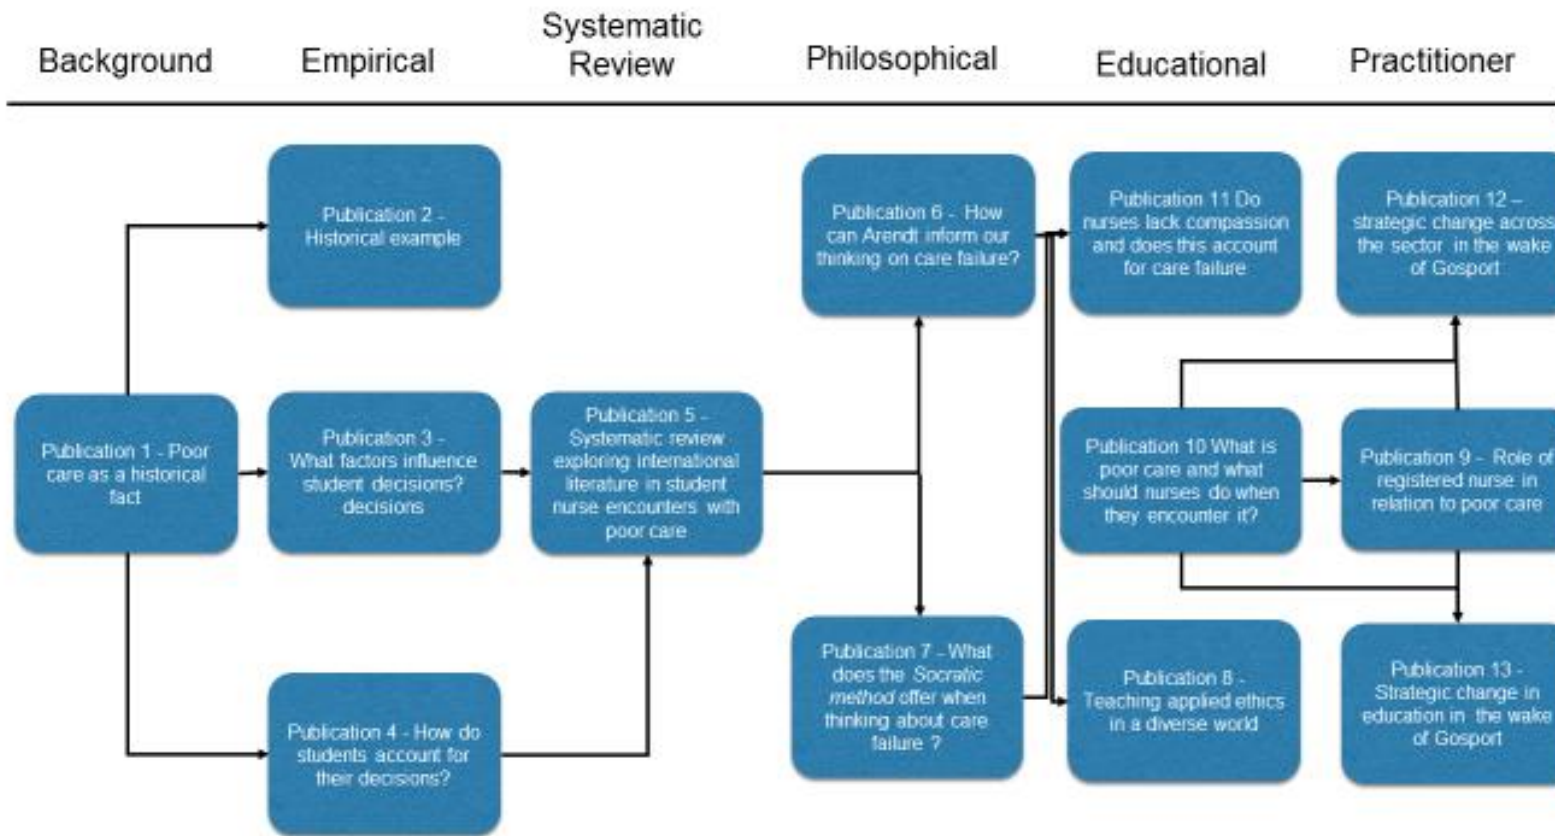 Background
Empirical
Systematic
Review
Philosophical
Educational
Practitioner
Publication 2 -
Historical example
Publication 6 - How
can Arendt inform our
thinking on care failure?
Publication 11 Do
nurses lack compassion
and does this account
for care failure
Publication 12 –
strategic change across
the sector in the wake
of Gosport
Publication 1 - Poor
care as a historical
fact
Publication 3 -
What factors influence
student decisions?
decisions
Publication 5 -
Systematic review
exploring international
literature in student
nurse encounters with
poor care
Publication 10 What is
poor care and what
should nurses do when
they encounter it?
Publication 9 - Role of
registered nurse in
relation to poor care
Publication 4 - How do
students account for
their decisions?
Publication 7 - What
does the Socratic
method offer when
thinking about care
failure ?
Publication 8 -
Teaching applied ethics
in a diverse world
Publication 13 -
Strategic change in
education in the wake
of Gosport